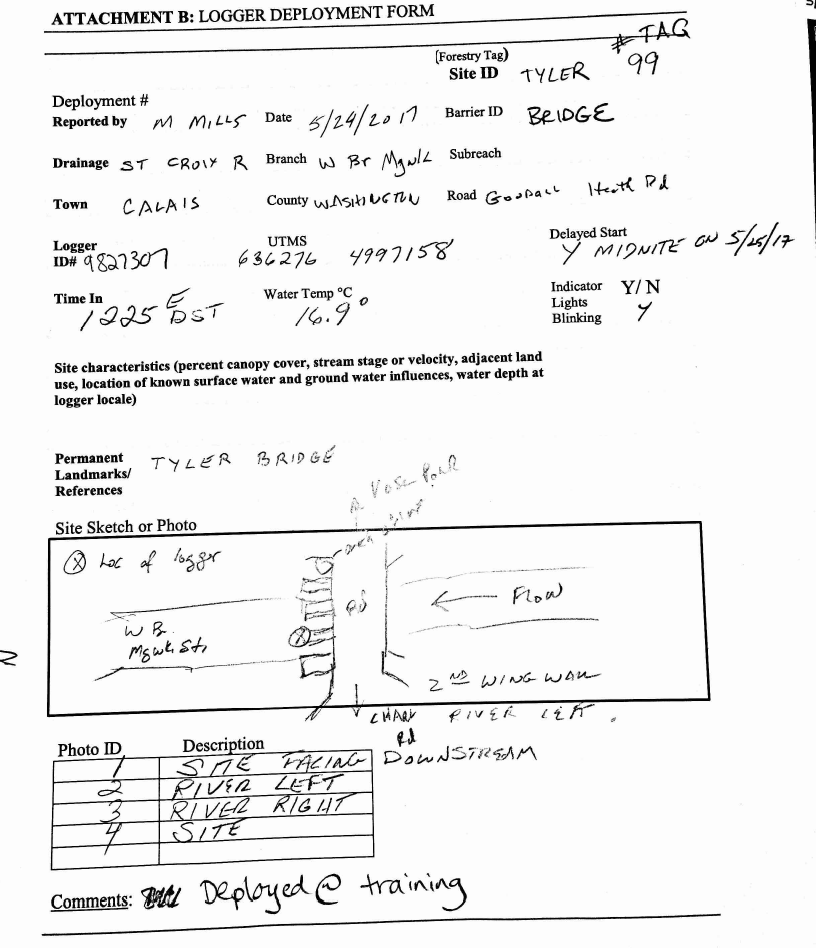 ATTACHMENT B: LOGGER DEPLOYMENT FORM
# TAG
(Forestry Tag)
Site ID TYLER 99
Deployment #
Reported by M MILLS Date 5/24/2017 Barrier ID BRIDGE
Drainage ST CROIX R Branch W Br Mgwk Subreach
Town CALAIS County WASHINGTON Road GOODALL Heath Rd
Logger ID# 9827307 UTMS 636276 4997158 Delayed Start Y MIDNITE ON 5/25/17
Time In 1225 E DST Water Temp °C 16.9° Indicator Lights Blinking Y/N Y
Site characteristics (percent canopy cover, stream stage or velocity, adjacent land
use, location of known surface water and ground water influences, water depth at
logger locale)
Permanent Landmarks/ References TYLER BRIDGE
Vose Pond
Site Sketch or Photo
X Loc of logger
Rd
← FLOW
W B.
Mgwk. St.
X
2ND WING WALL
RIVER LEFT.
Rd
DOWNSTREAM
Photo ID Description
1 SITE FACING
2 RIVER LEFT
3 RIVER RIGHT
4 SITE
Comments: Deployed @ training